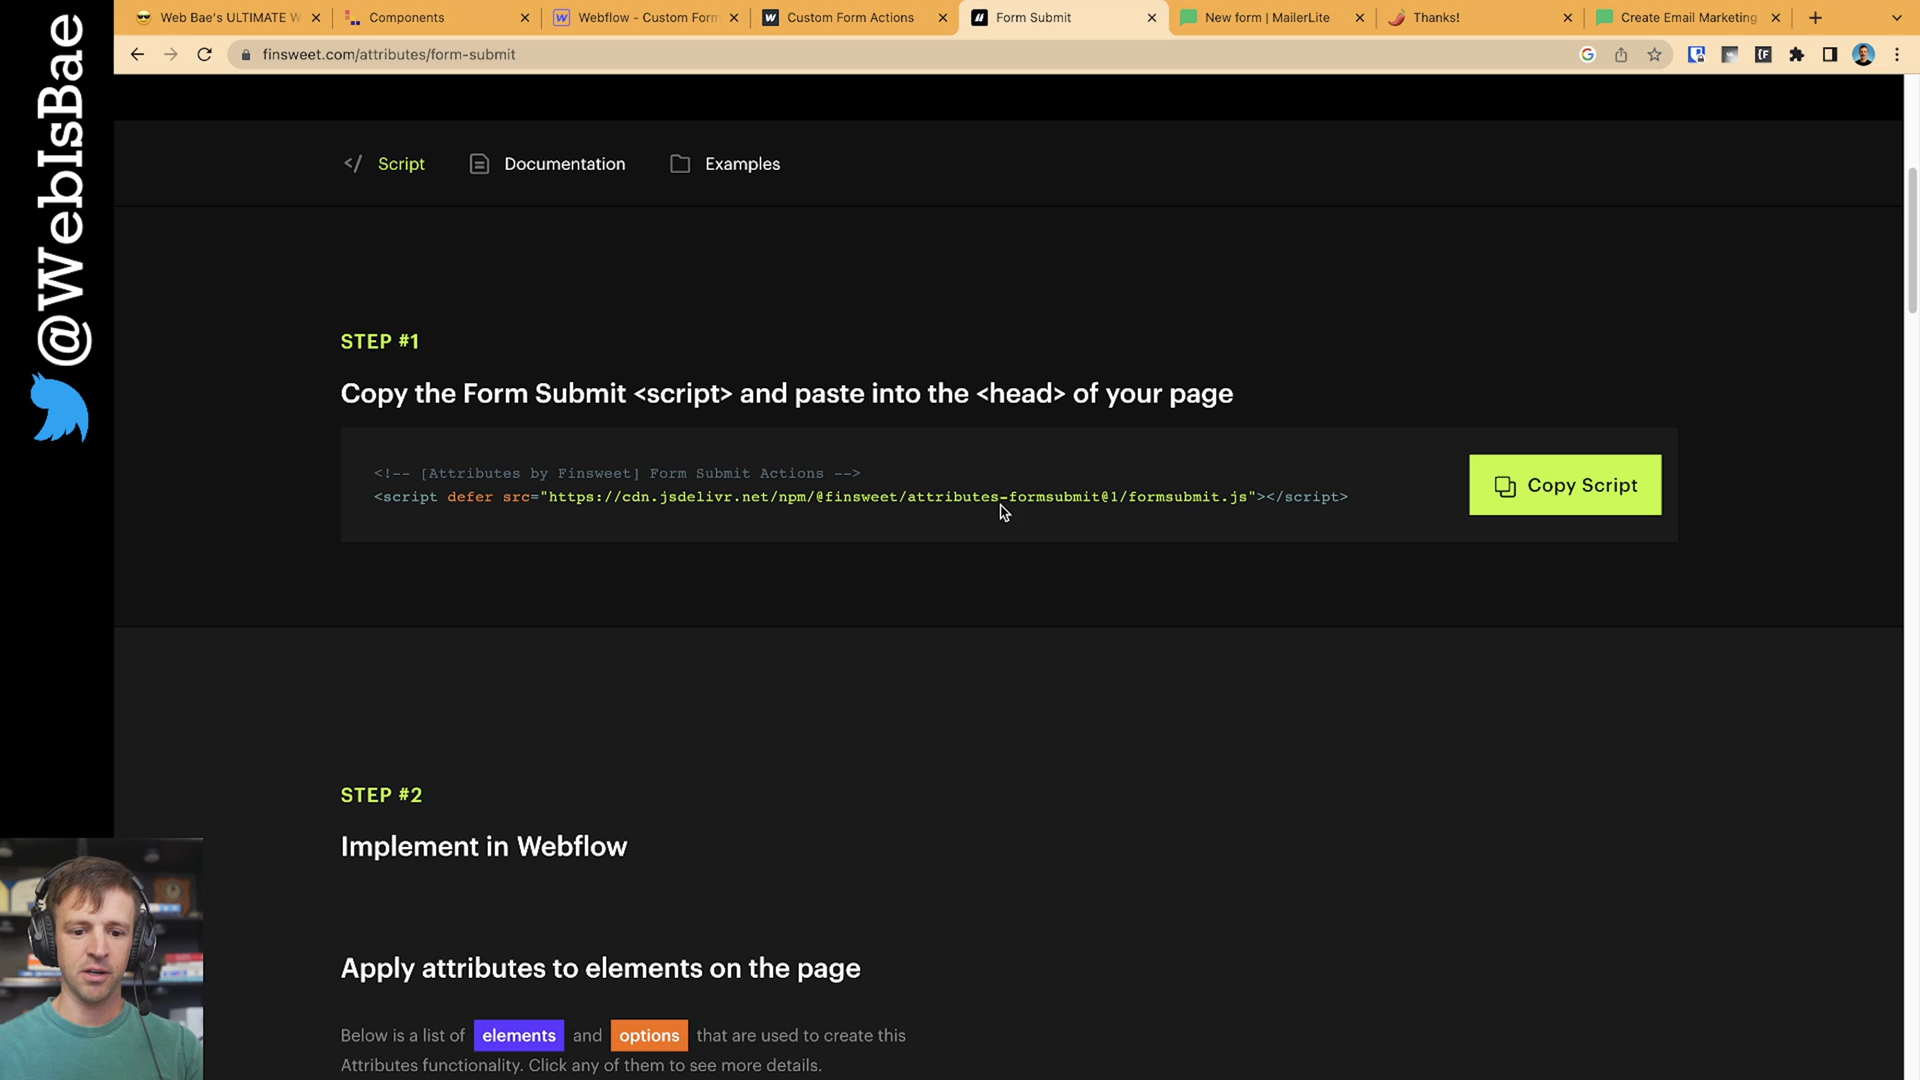 @WebIsBae
Web Bae's ULTIMATE W
Components
Webflow - Custom Form
Custom Form Actions
Form Submit
New form | MailerLite
Thanks!
Create Email Marketing
finsweet.com/attributes/form-submit
</> Script
Documentation
Examples
STEP #1
Copy the Form Submit <script> and paste into the <head> of your page
<!-- [Attributes by Finsweet] Form Submit Actions -->
<script defer src="https://cdn.jsdelivr.net/npm/@finsweet/attributes-formsubmit@1/formsubmit.js"></script>
Copy Script
STEP #2
Implement in Webflow
Apply attributes to elements on the page
Below is a list of elements and options that are used to create this
Attributes functionality. Click any of them to see more details.